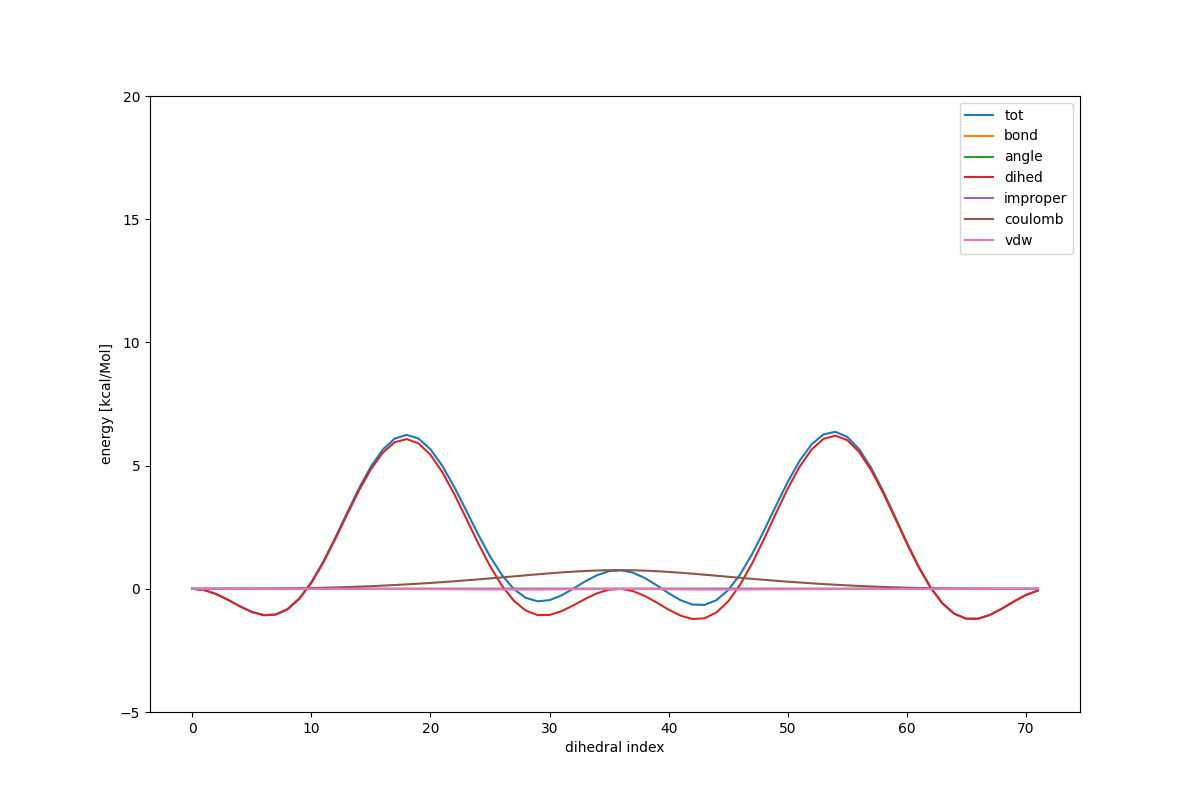 20
15
10
5
0
−5
energy [kcal/Mol]
0
10
20
30
40
50
60
70
dihedral index
tot
bond
angle
dihed
improper
coulomb
vdw